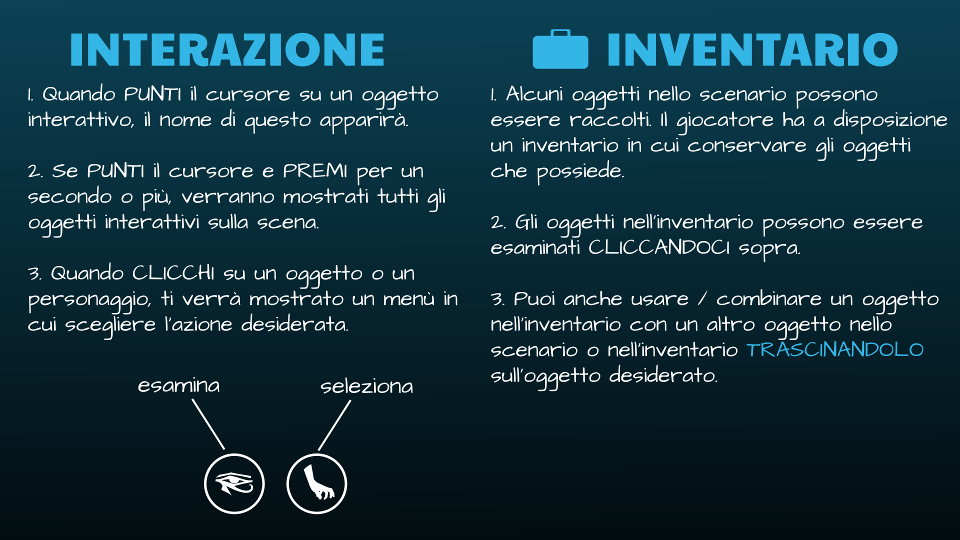 INTERAZIONE
1. Quando PUNTI il cursore su un oggetto
interattivo, il nome di questo apparirà.
2. Se PUNTI il cursore e PREMI per un
secondo o più, verranno mostrati tutti gli
oggetti interattivi sulla scena.
3. Quando CLICCHI su un oggetto o un
personaggio, ti verrà mostrato un menù in
cui scegliere l'azione desiderata.
esamina
seleziona
INVENTARIO
1. Alcuni oggetti nello scenario possono
essere raccolti. Il giocatore ha a disposizione
un inventario in cui conservare gli oggetti
che possiede.
2. Gli oggetti nell'inventario possono essere
esaminati CLICCANDOCI sopra.
3. Puoi anche usare / combinare un oggetto
nell'inventario con un altro oggetto nello
scenario o nell'inventario TRASCINANDOLO
sull'oggetto desiderato.